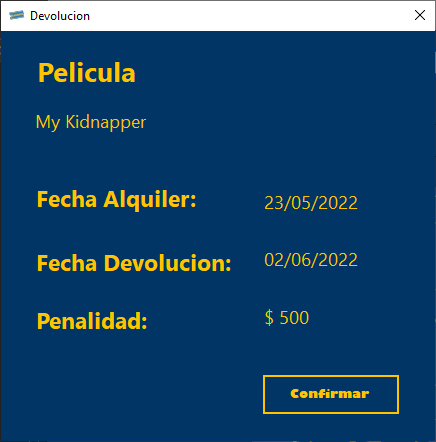 Devolucion
Pelicula
My Kidnapper
Fecha Alquiler: 23/05/2022
Fecha Devolucion: 02/06/2022
Penalidad: $ 500
Confirmar